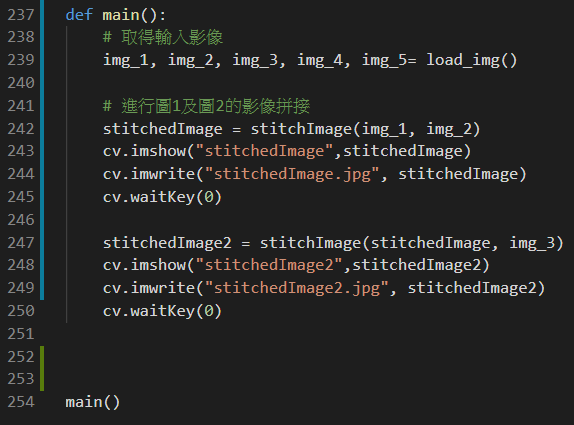 237 def main():
238 # 取得輸入影像
239 img_1, img_2, img_3, img_4, img_5= load_img()
240
241 # 進行圖1及圖2的影像拼接
242 stitchedImage = stitchImage(img_1, img_2)
243 cv.imshow("stitchedImage",stitchedImage)
244 cv.imwrite("stitchedImage.jpg", stitchedImage)
245 cv.waitKey(0)
246
247 stitchedImage2 = stitchImage(stitchedImage, img_3)
248 cv.imshow("stitchedImage2",stitchedImage2)
249 cv.imwrite("stitchedImage2.jpg", stitchedImage2)
250 cv.waitKey(0)
251
252
253
254 main()